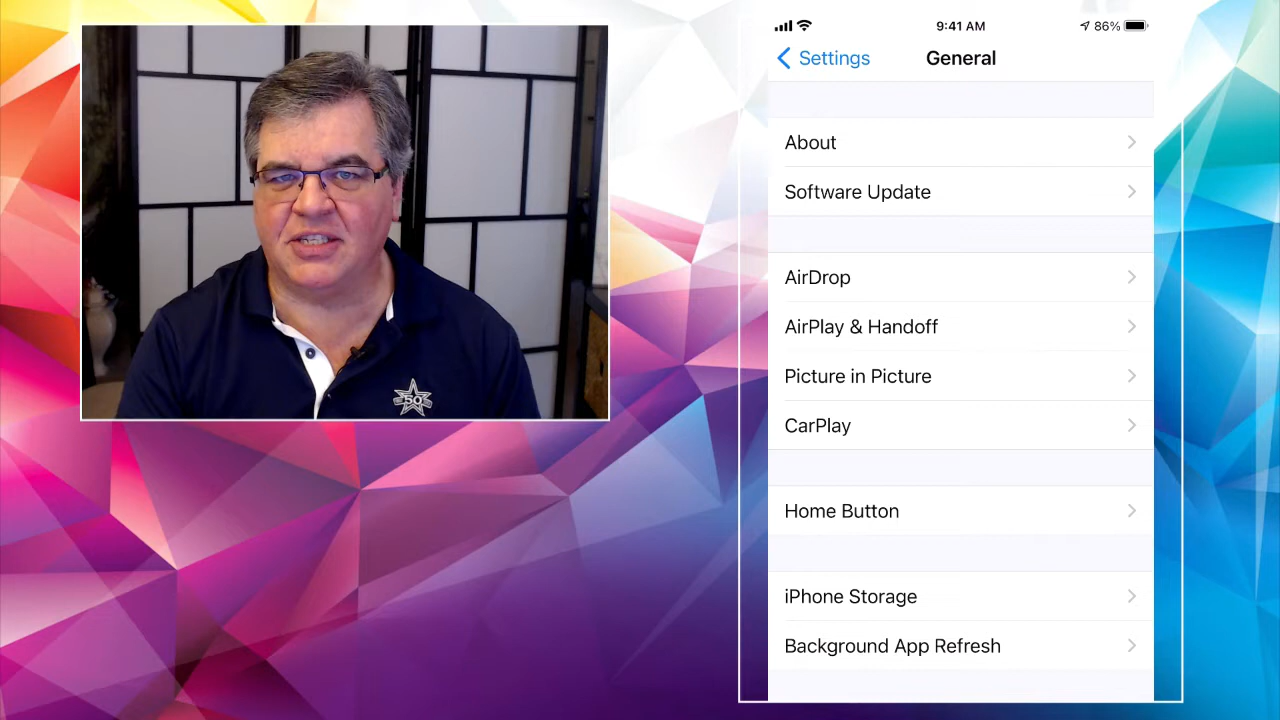 50
9:41 AM
86%
Settings
General
About
Software Update
AirDrop
AirPlay & Handoff
Picture in Picture
CarPlay
Home Button
iPhone Storage
Background App Refresh